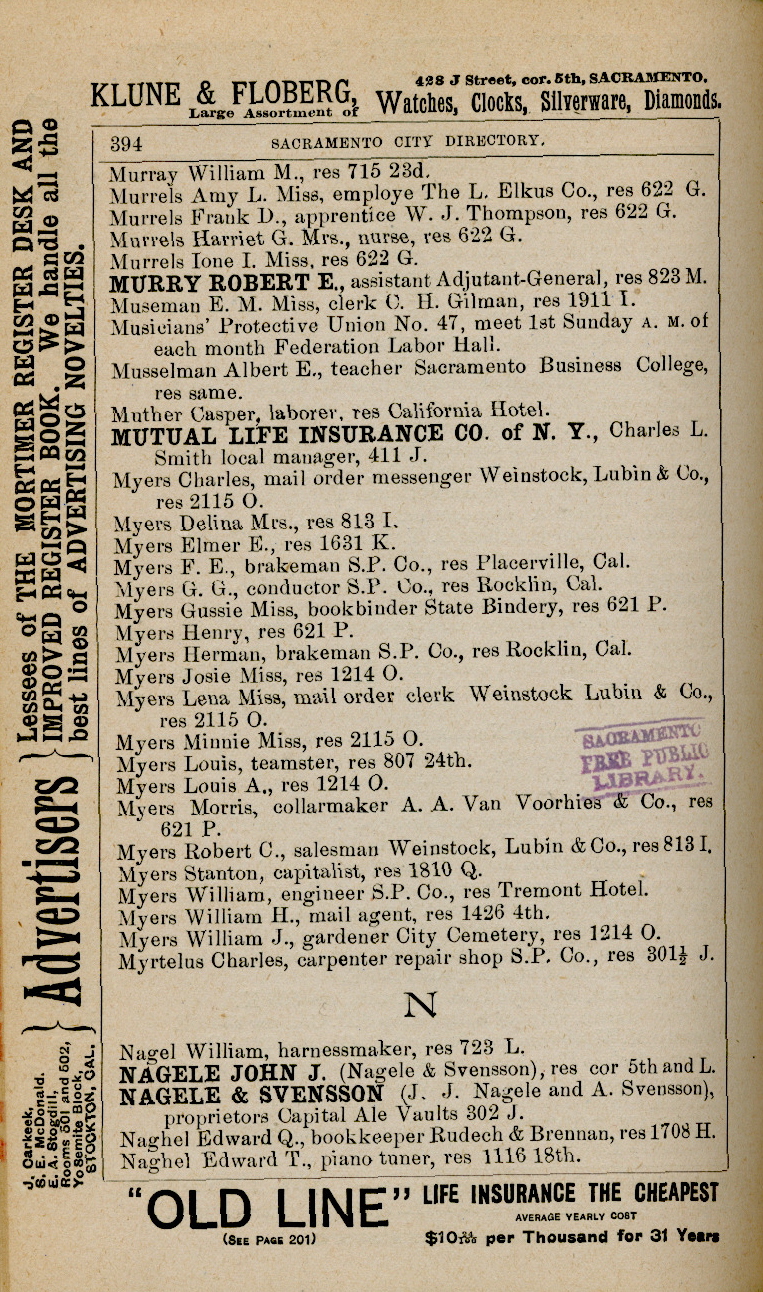 KLUNE & FLOBERG, 428 J Street, cor. 5th, SACRAMENTO.
Large Assortment of Watches, Clocks, Silverware, Diamonds.
394 SACRAMENTO CITY DIRECTORY.
Murray William M., res 715 23d.
Murrels Amy L. Miss, employe The L. Elkus Co., res 622 G.
Murrels Frank D., apprentice W. J. Thompson, res 622 G.
Murrels Harriet G. Mrs., nurse, res 622 G.
Murrels Ione I. Miss, res 622 G.
MURRY ROBERT E., assistant Adjutant-General, res 823 M.
Museman E. M. Miss, clerk C. H. Gilman, res 1911 I.
Musicians' Protective Union No. 47, meet 1st Sunday A. M. of
each month Federation Labor Hall.
Musselman Albert E., teacher Sacramento Business College,
res same.
Muther Casper, laborer, res California Hotel.
MUTUAL LIFE INSURANCE CO. of N. Y., Charles L.
Smith local manager, 411 J.
Myers Charles, mail order messenger Weinstock, Lubin & Co.,
res 2115 O.
Myers Delina Mrs., res 813 I.
Myers Elmer E., res 1631 K.
Myers F. E., brakeman S.P. Co., res Placerville, Cal.
Myers G. G., conductor S.P. Co., res Rocklin, Cal.
Myers Gussie Miss, bookbinder State Bindery, res 621 P.
Myers Henry, res 621 P.
Myers Herman, brakeman S.P. Co., res Rocklin, Cal.
Myers Josie Miss, res 1214 O.
Myers Lena Miss, mail order clerk Weinstock Lubin & Co.,
res 2115 O.
Myers Minnie Miss, res 2115 O.
Myers Louis, teamster, res 807 24th.
Myers Louis A., res 1214 O.
Myers Morris, collarmaker A. A. Van Voorhies & Co., res
621 P.
Myers Robert C., salesman Weinstock, Lubin & Co., res 813 I.
Myers Stanton, capitalist, res 1810 Q.
Myers William, engineer S.P. Co., res Tremont Hotel.
Myers William H., mail agent, res 1426 4th.
Myers William J., gardener City Cemetery, res 1214 O.
Myrtelus Charles, carpenter repair shop S.P. Co., res 301½ J.
N
Nagel William, harnessmaker, res 723 L.
NAGELE JOHN J. (Nagele & Svensson), res cor 5th and L.
NAGELE & SVENSSON (J. J. Nagele and A. Svensson),
proprietors Capital Ale Vaults 302 J.
Naghel Edward Q., bookkeeper Rudech & Brennan, res 1708 H.
Naghel Edward T., piano tuner, res 1116 18th.
SACRAMENTO
FREE PUBLIC
LIBRARY.
"OLD LINE" LIFE INSURANCE THE CHEAPEST
AVERAGE YEARLY COST
(SEE PAGE 201) $10 per Thousand for 31 Years
J. Carkeek,
S. E. McDonald.
E. A. Stogdill,
Rooms 501 and 502,
Yo Semite Block,
STOCKTON, CAL.
Advertisers
Lessees of THE MORTIMER REGISTER DESK AND
IMPROVED REGISTER BOOK. We handle all the
best lines of ADVERTISING NOVELTIES.